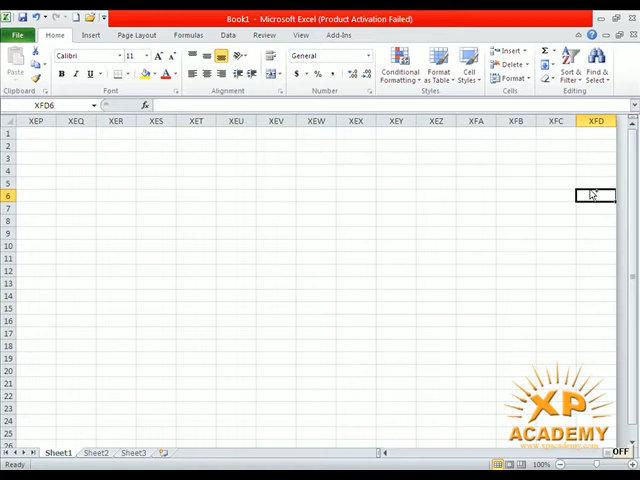 Book1 - Microsoft Excel (Product Activation Failed)
File Home Insert Page Layout Formulas Data Review View Add-Ins
Paste Calibri 11 General Conditional Formatting Format as Table Cell Styles Insert Delete Format Sort & Filter Find & Select
Clipboard Font Alignment Number Styles Cells Editing
XFD6 fx
XEP XEQ XER XES XET XEU XEV XEW XEX XEY XEZ XFA XFB XFC XFD
1
2
3
4
5
6
7
8
9
10
11
12
13
14
15
16
17
18
19
20
21
22
23
24
25
26
XP
ACADEMY
www.xpacademy.com
Sheet1 Sheet2 Sheet3
OFF
Ready 100%